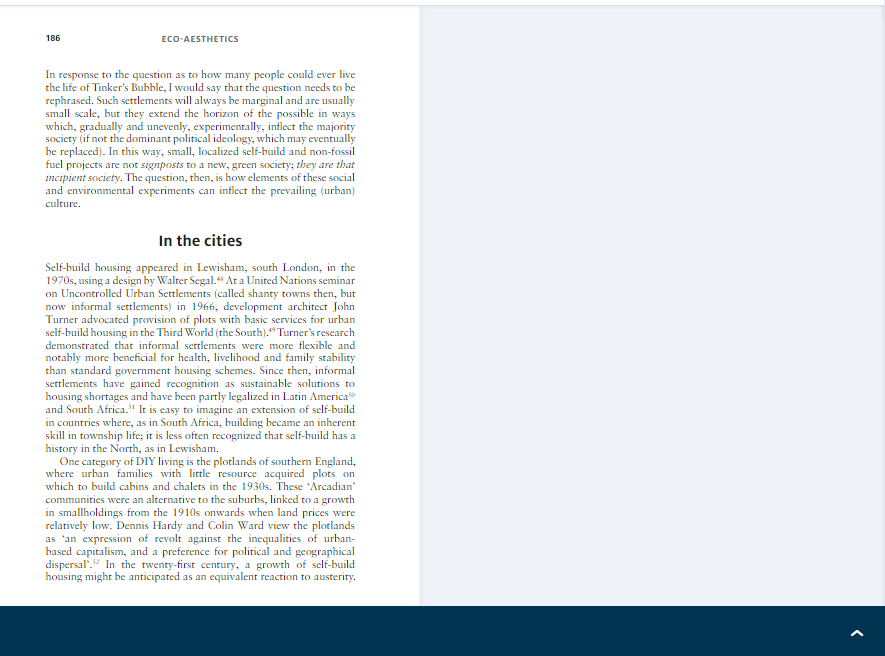 186
ECO-AESTHETICS
In response to the question as to how many people could ever live
the life of Tinker's Bubble, I would say that the question needs to be
rephrased. Such settlements will always be marginal and are usually
small scale, but they extend the horizon of the possible in ways
which, gradually and unevenly, experimentally, inflect the majority
society (if not the dominant political ideology, which may eventually
be replaced). In this way, small, localized self-build and non-fossil
fuel projects are not signposts to a new, green society; they are that
incipient society. The question, then, is how elements of these social
and environmental experiments can inflect the prevailing (urban)
culture.
In the cities
Self-build housing appeared in Lewisham, south London, in the
1970s, using a design by Walter Segal.⁴⁸ At a United Nations seminar
on Uncontrolled Urban Settlements (called shanty towns then, but
now informal settlements) in 1966, development architect John
Turner advocated provision of plots with basic services for urban
self-build housing in the Third World (the South).⁴⁹ Turner's research
demonstrated that informal settlements were more flexible and
notably more beneficial for health, livelihood and family stability
than standard government housing schemes. Since then, informal
settlements have gained recognition as sustainable solutions to
housing shortages and have been partly legalized in Latin America⁵⁰
and South Africa.⁵¹ It is easy to imagine an extension of self-build
in countries where, as in South Africa, building became an inherent
skill in township life; it is less often recognized that self-build has a
history in the North, as in Lewisham.
One category of DIY living is the plotlands of southern England,
where urban families with little resource acquired plots on
which to build cabins and chalets in the 1930s. These 'Arcadian'
communities were an alternative to the suburbs, linked to a growth
in smallholdings from the 1910s onwards when land prices were
relatively low. Dennis Hardy and Colin Ward view the plotlands
as 'an expression of revolt against the inequalities of urban-
based capitalism, and a preference for political and geographical
dispersal'.⁵² In the twenty-first century, a growth of self-build
housing might be anticipated as an equivalent reaction to austerity.